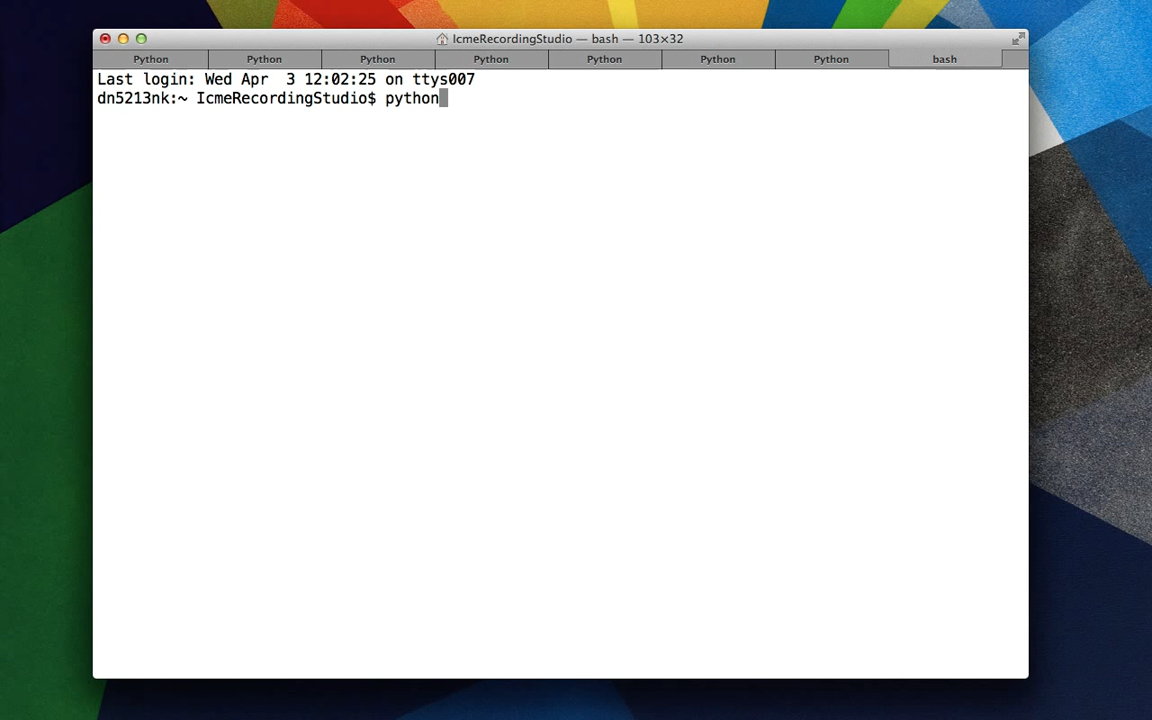 IcmeRecordingStudio — bash — 103×32
Python Python Python Python Python Python Python bash
Last login: Wed Apr  3 12:02:25 on ttys007
dn5213nk:~ IcmeRecordingStudio$ python